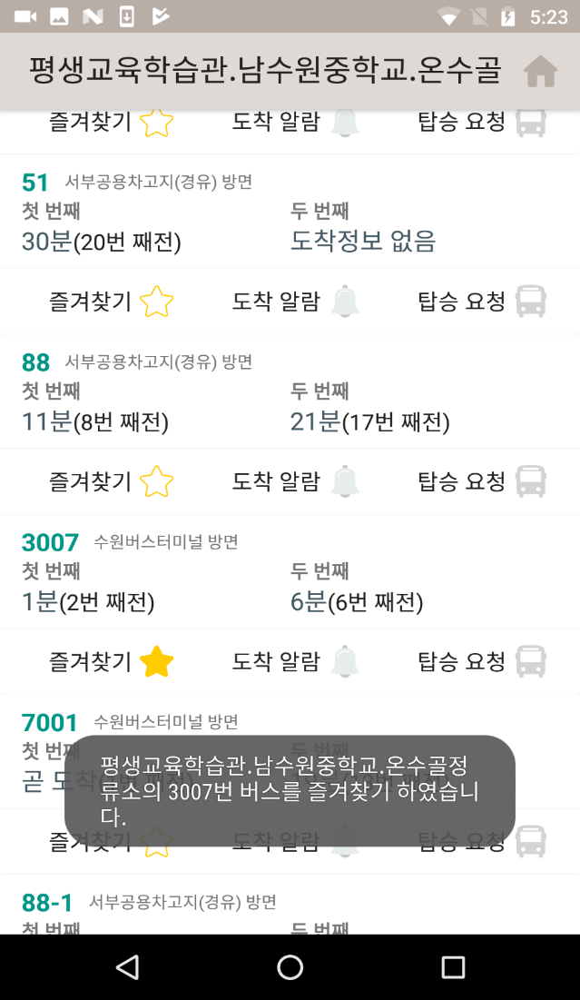 5:23
평생교육학습관.남수원중학교.온수골
즐겨찾기 도착 알람 탑승 요청
51 서부공용차고지(경유) 방면
첫 번째 두 번째
30분(20번 째전) 도착정보 없음
즐겨찾기 도착 알람 탑승 요청
88 서부공용차고지(경유) 방면
첫 번째 두 번째
11분(8번 째전) 21분(17번 째전)
즐겨찾기 도착 알람 탑승 요청
3007 수원버스터미널 방면
첫 번째 두 번째
1분(2번 째전) 6분(6번 째전)
즐겨찾기 도착 알람 탑승 요청
7001 수원버스터미널 방면
첫 번째 두 번째
곧 도착(1번 째전)
평생교육학습관.남수원중학교.온수골정
류소의 3007번 버스를 즐겨찾기 하였습니
다.
즐겨찾기 도착 알람 탑승 요청
88-1 서부공용차고지(경유) 방면
첫 번째 두 번째